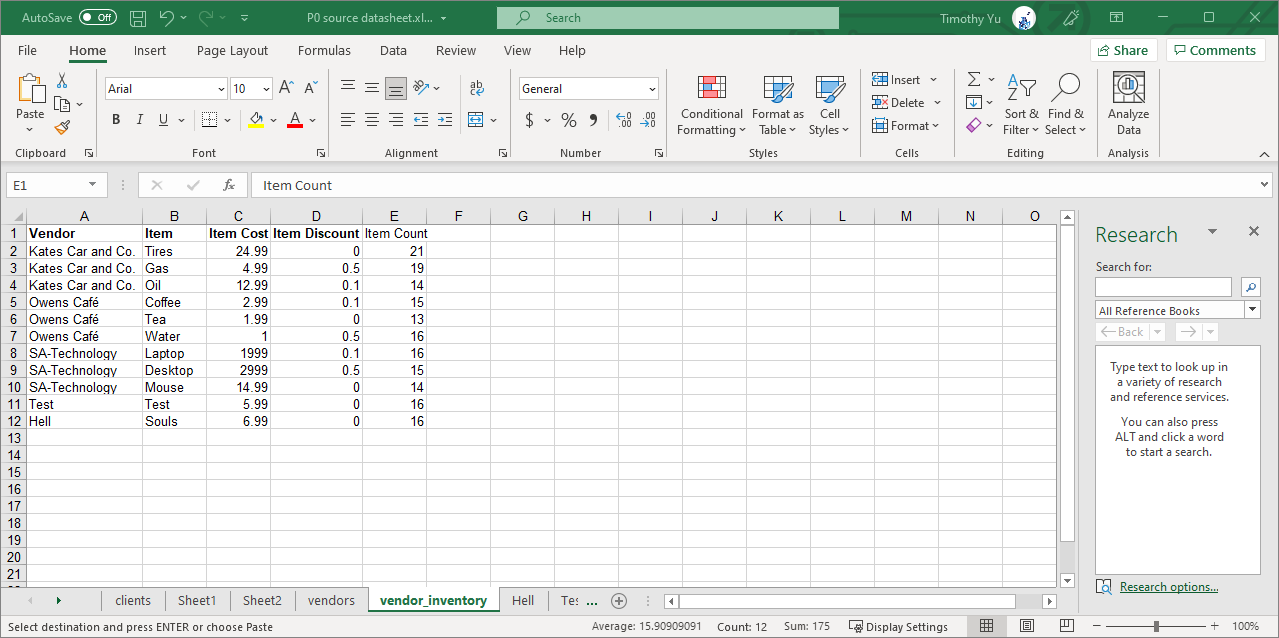 AutoSave Off P0 source datasheet.xl... Search Timothy Yu
File Home Insert Page Layout Formulas Data Review View Help Share Comments
Paste
Clipboard
Arial 10
B I U A
Font
ab
Alignment
General
$ % 9 .00 .00
Number
Conditional Formatting
Format as Table
Cell Styles
Styles
Insert
Delete
Format
Cells
Sort & Filter
Find & Select
Editing
Analyze Data
Analysis
E1 fx Item Count
A B C D E F G H I J K L M N O
1 Vendor Item Item Cost Item Discount Item Count
2 Kates Car and Co. Tires 24.99 0 21
3 Kates Car and Co. Gas 4.99 0.5 19
4 Kates Car and Co. Oil 12.99 0.1 14
5 Owens Café Coffee 2.99 0.1 15
6 Owens Café Tea 1.99 0 13
7 Owens Café Water 1 0.5 16
8 SA-Technology Laptop 1999 0.1 16
9 SA-Technology Desktop 2999 0.5 15
10 SA-Technology Mouse 14.99 0 14
11 Test Test 5.99 0 16
12 Hell Souls 6.99 0 16
13
14
15
16
17
18
19
20
21
Research
Search for:
All Reference Books
Back
Type text to look up in
a variety of research
and reference services.
You can also press
ALT and click a word
to start a search.
Research options...
clients Sheet1 Sheet2 vendors vendor_inventory Hell Tes ...
Select destination and press ENTER or choose Paste Average: 15.90909091 Count: 12 Sum: 175 Display Settings 100%